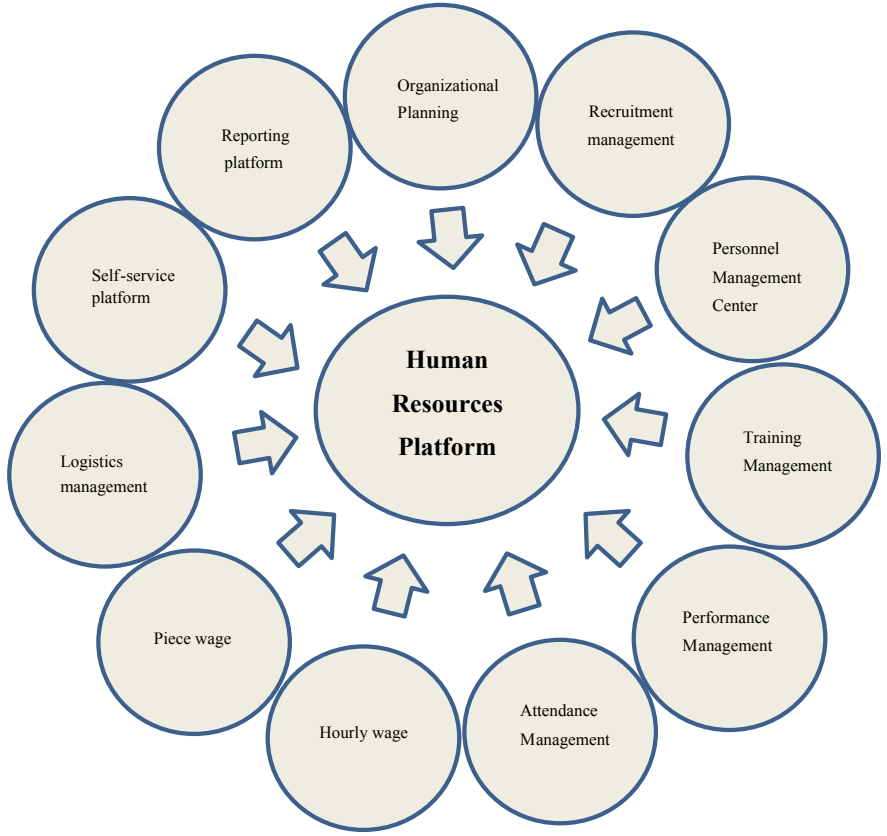 Organizational
Planning
Recruitment
management
Personnel
Management
Center
Training
Management
Performance
Management
Attendance
Management
Hourly wage
Piece wage
Logistics
management
Self-service
platform
Reporting
platform
Human
Resources
Platform